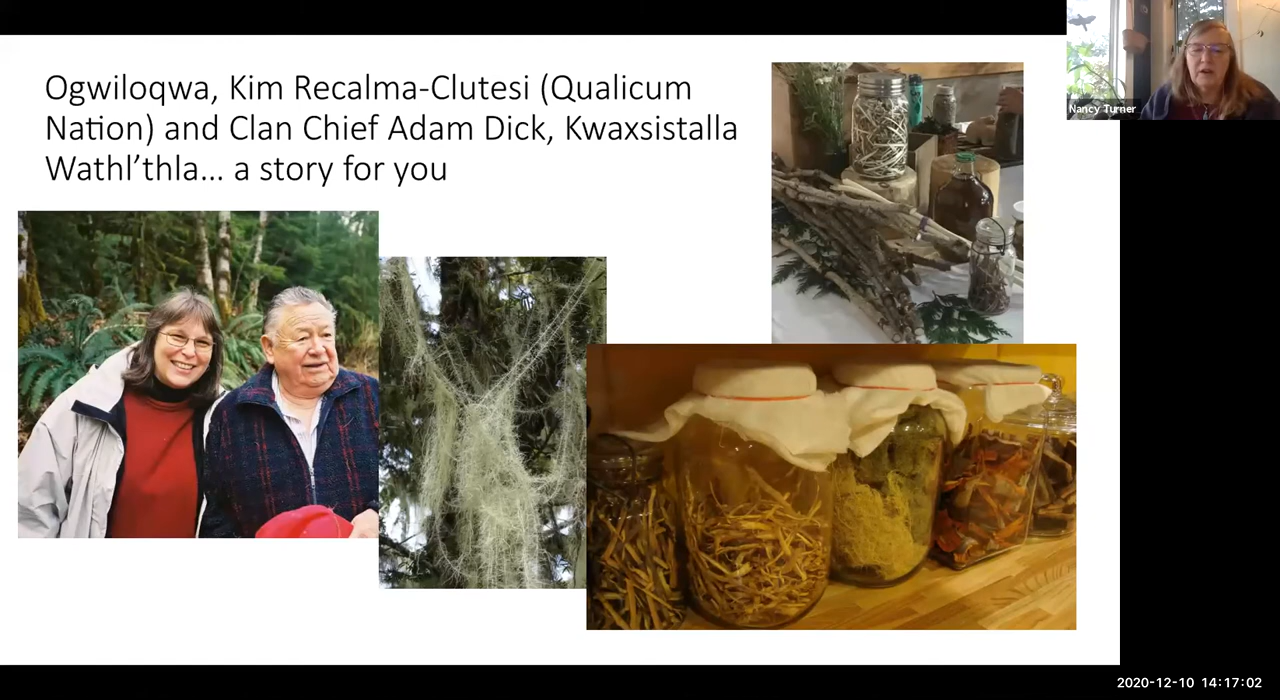 Ogwiloqwa, Kim Recalma-Clutesi (Qualicum
Nation) and Clan Chief Adam Dick, Kwaxsistalla
Wathl’thla… a story for you
Nancy Turner
2020-12-10 14:17:02